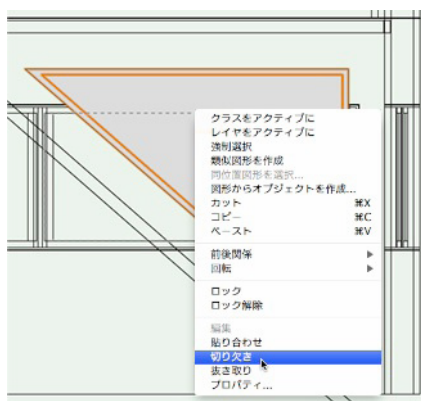 クラスをアクティブに
レイヤをアクティブに
強制選択
類似図形を作成
同位置図形を選択...
図形からオブジェクトを作成...
カット ⌘X
コピー ⌘C
ペースト ⌘V
前後関係 ▶
回転 ▶
ロック
ロック解除
編集
貼り合わせ
切り欠き
抜き取り
プロパティ...